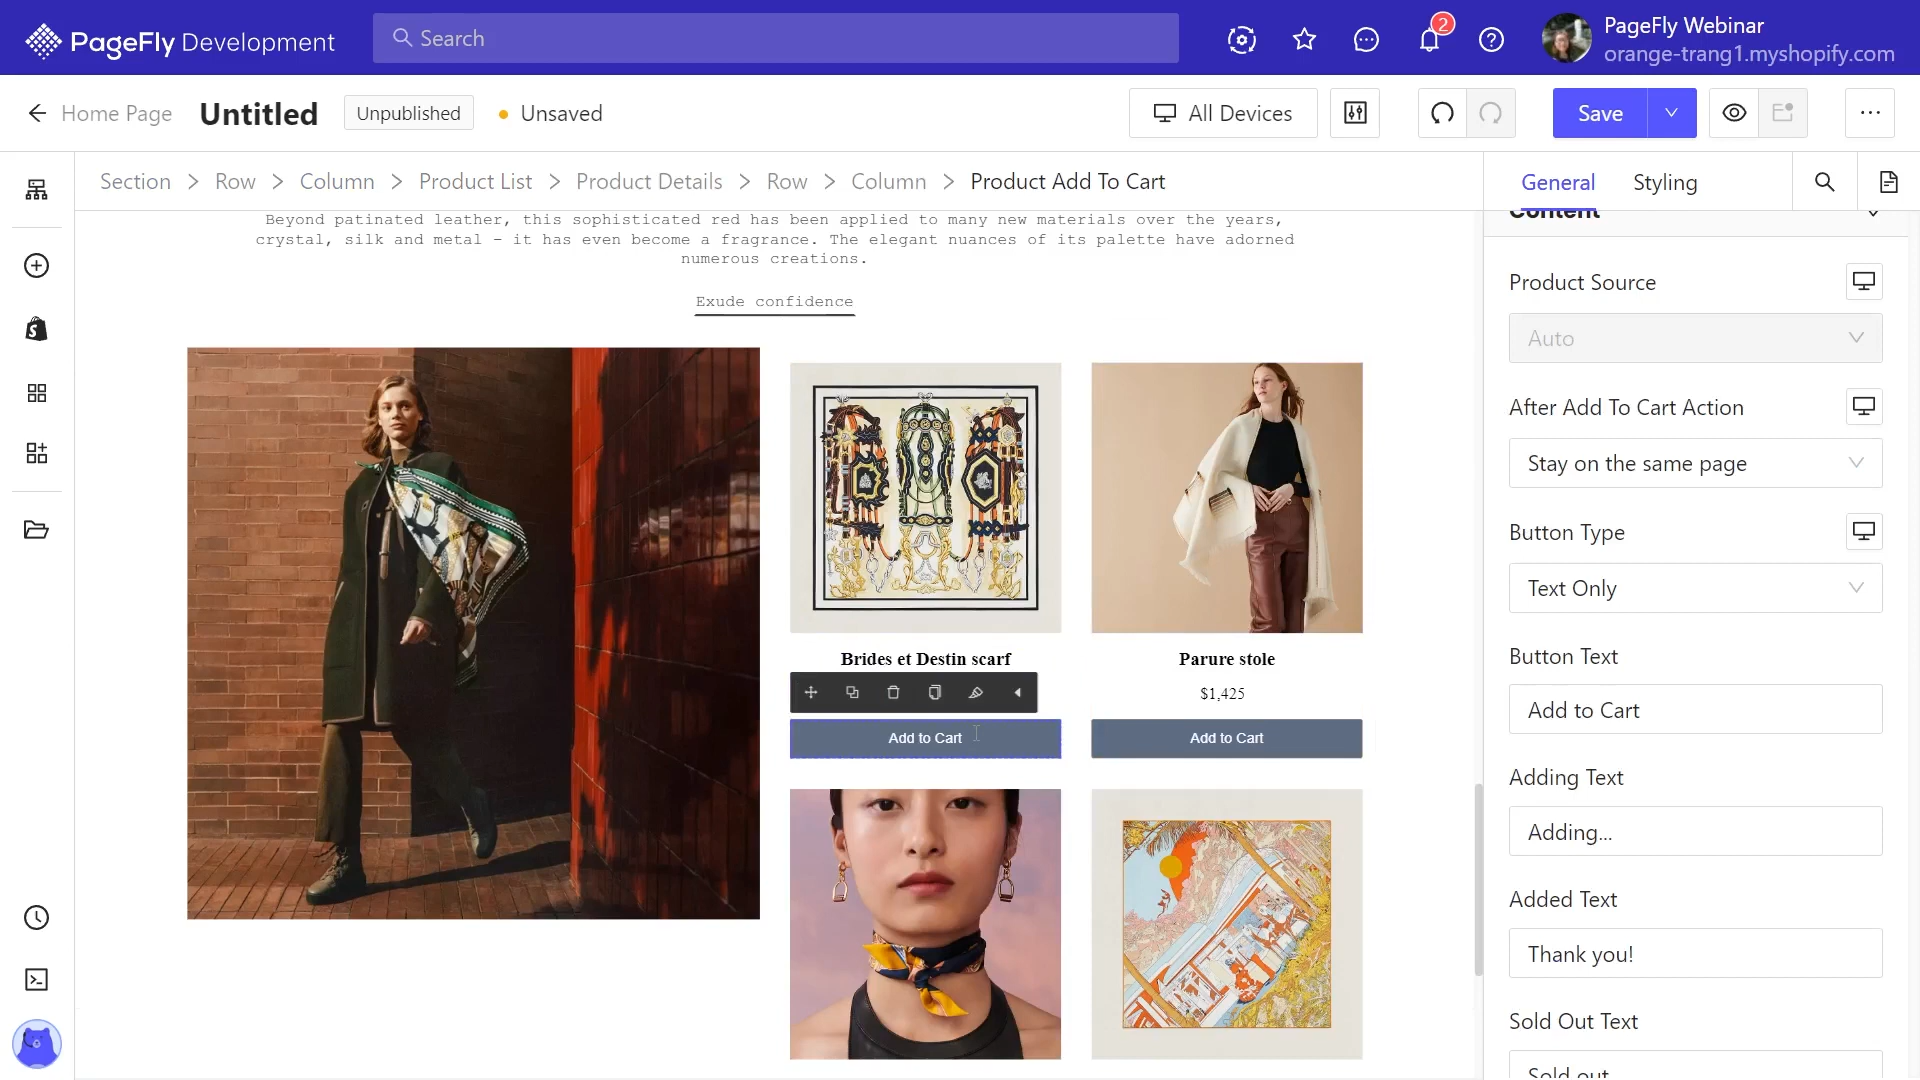 PageFly Development
Search
2
PageFly Webinar
orange-trang1.myshopify.com
Home Page
Untitled
Unpublished
Unsaved
All Devices
Save
Section > Row > Column > Product List > Product Details > Row > Column > Product Add To Cart
General
Styling
Beyond patinated leather, this sophisticated red has been applied to many new materials over the years,
crystal, silk and metal – it has even become a fragrance. The elegant nuances of its palette have adorned
numerous creations.
Exude confidence
Brides et Destin scarf
Add to Cart
Parure stole
$1,425
Add to Cart
Content
Product Source
Auto
After Add To Cart Action
Stay on the same page
Button Type
Text Only
Button Text
Add to Cart
Adding Text
Adding...
Added Text
Thank you!
Sold Out Text
Sold out